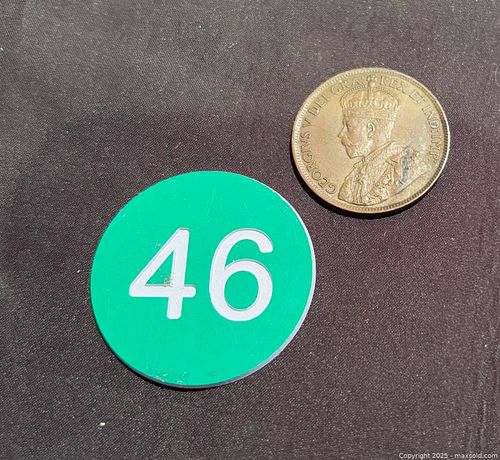 GEORGIVS V DEI GRA: REX ET IND:IMP:
46
Copyright 2025 - maxsold.com